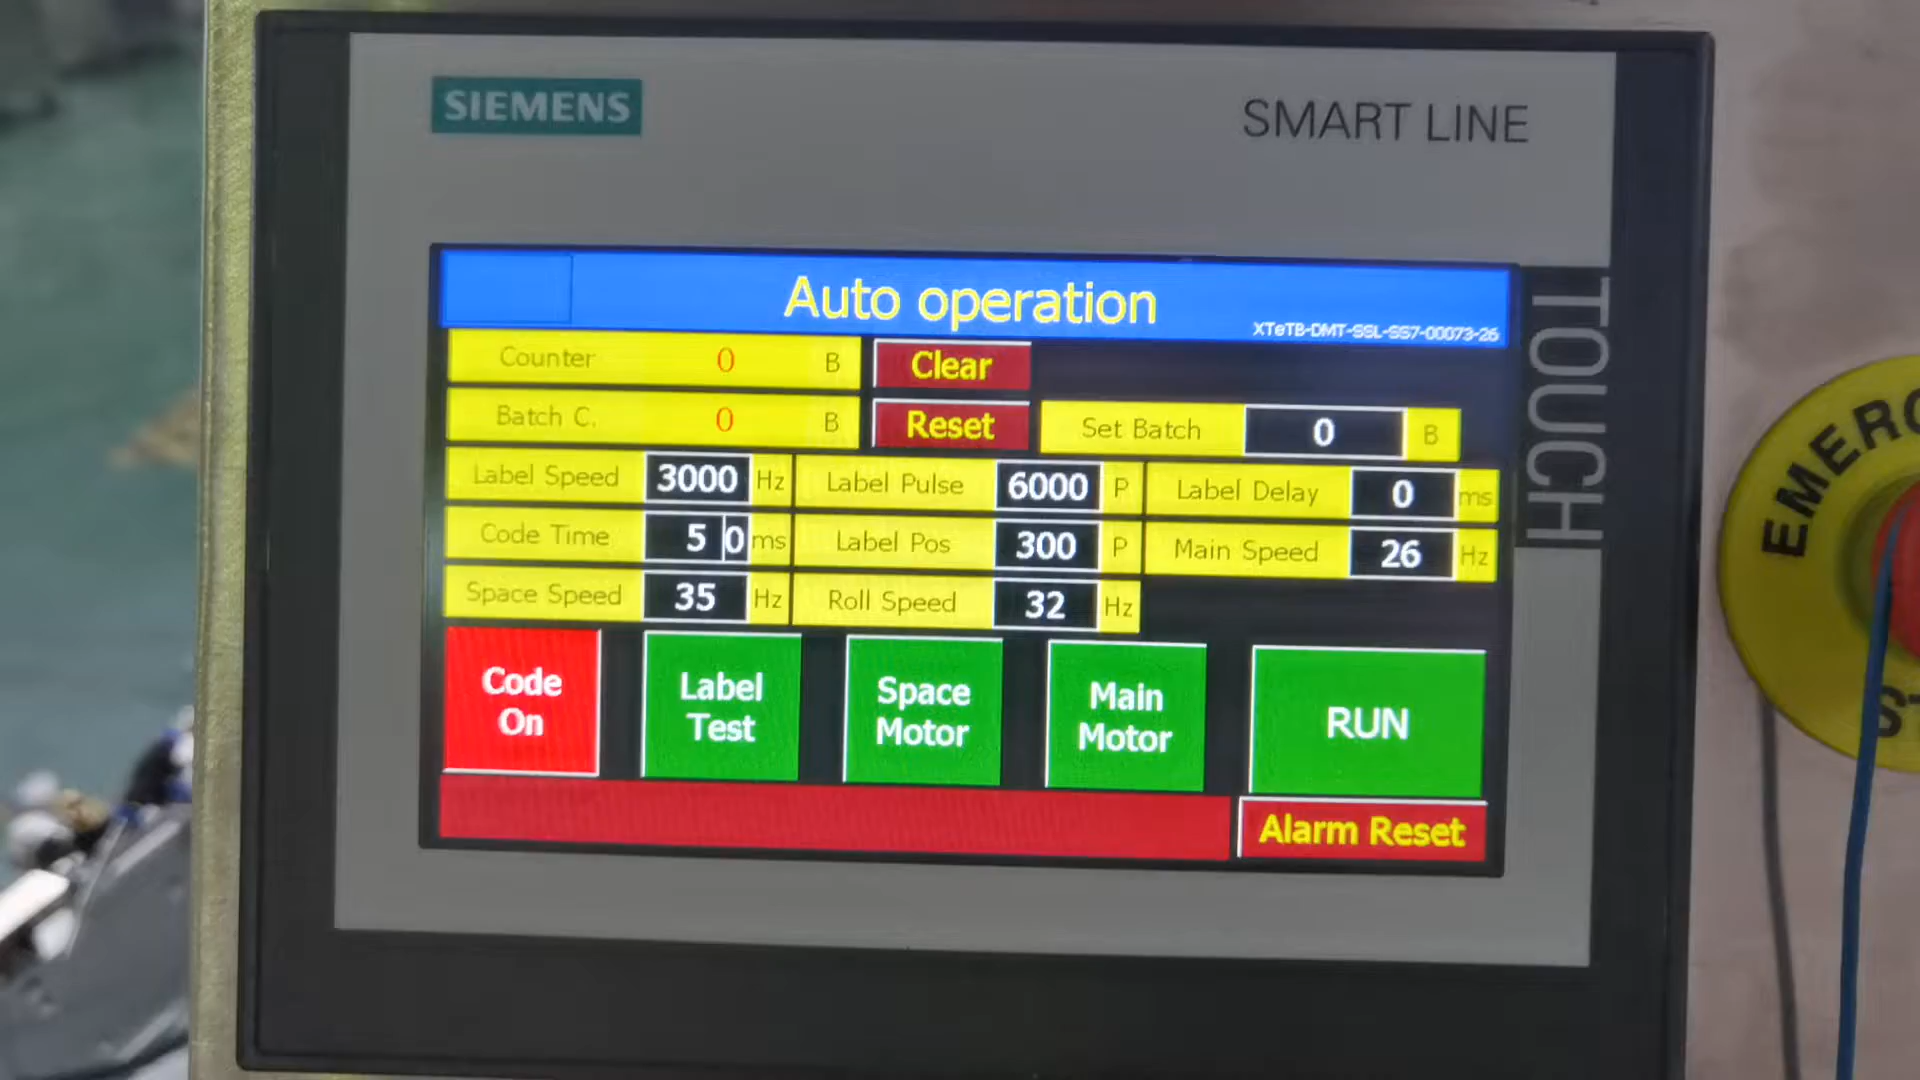 SIEMENS
SMART LINE
TOUCH
Auto operation
XTeTB-DMT-SSL-SS7-00073-26
Counter 0 B Clear
Batch C. 0 B Reset Set Batch 0 B
Label Speed 3000 Hz Label Pulse 6000 P Label Delay 0 ms
Code Time 5 0 ms Label Pos 300 P Main Speed 26 Hz
Space Speed 35 Hz Roll Speed 32 Hz
Code On
Label Test
Space Motor
Main Motor
RUN
Alarm Reset
EMERG
ST